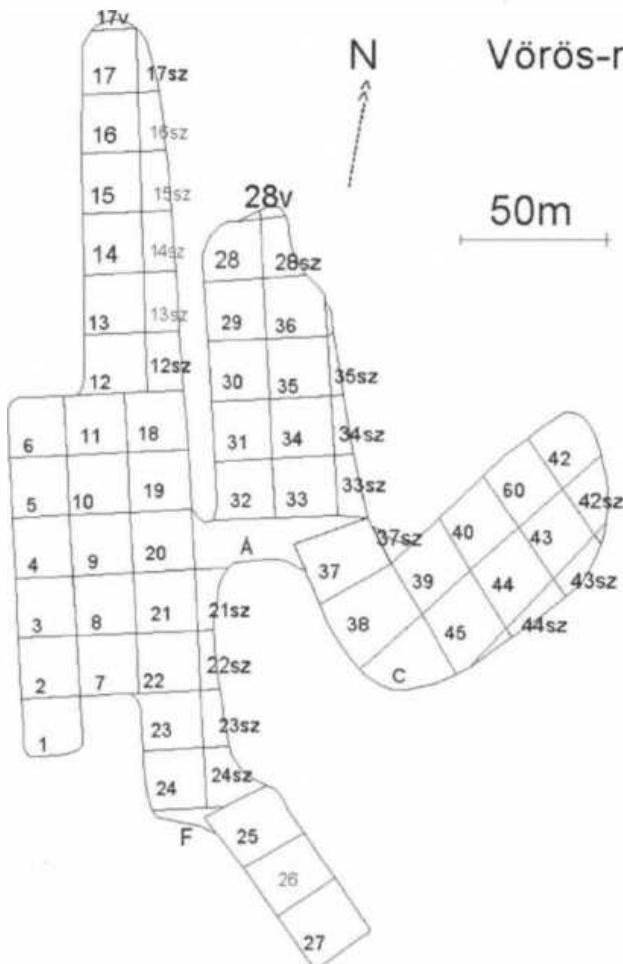 17v
N Vörös-r
17 17sz
16 16sz
15 15sz
28v
50m
14 14sz 28 28sz
13 13sz 29 36
12 12sz 30 35 35sz
6 11 18 31 34 34sz 42
5 10 19 32 33 33sz 60 42sz
4 9 20 A 37 37sz 40 43
3 8 21 21sz 38 39 44 43sz
2 7 22 22sz C 45 44sz
1 23 23sz
24 24sz
F 25
26
27